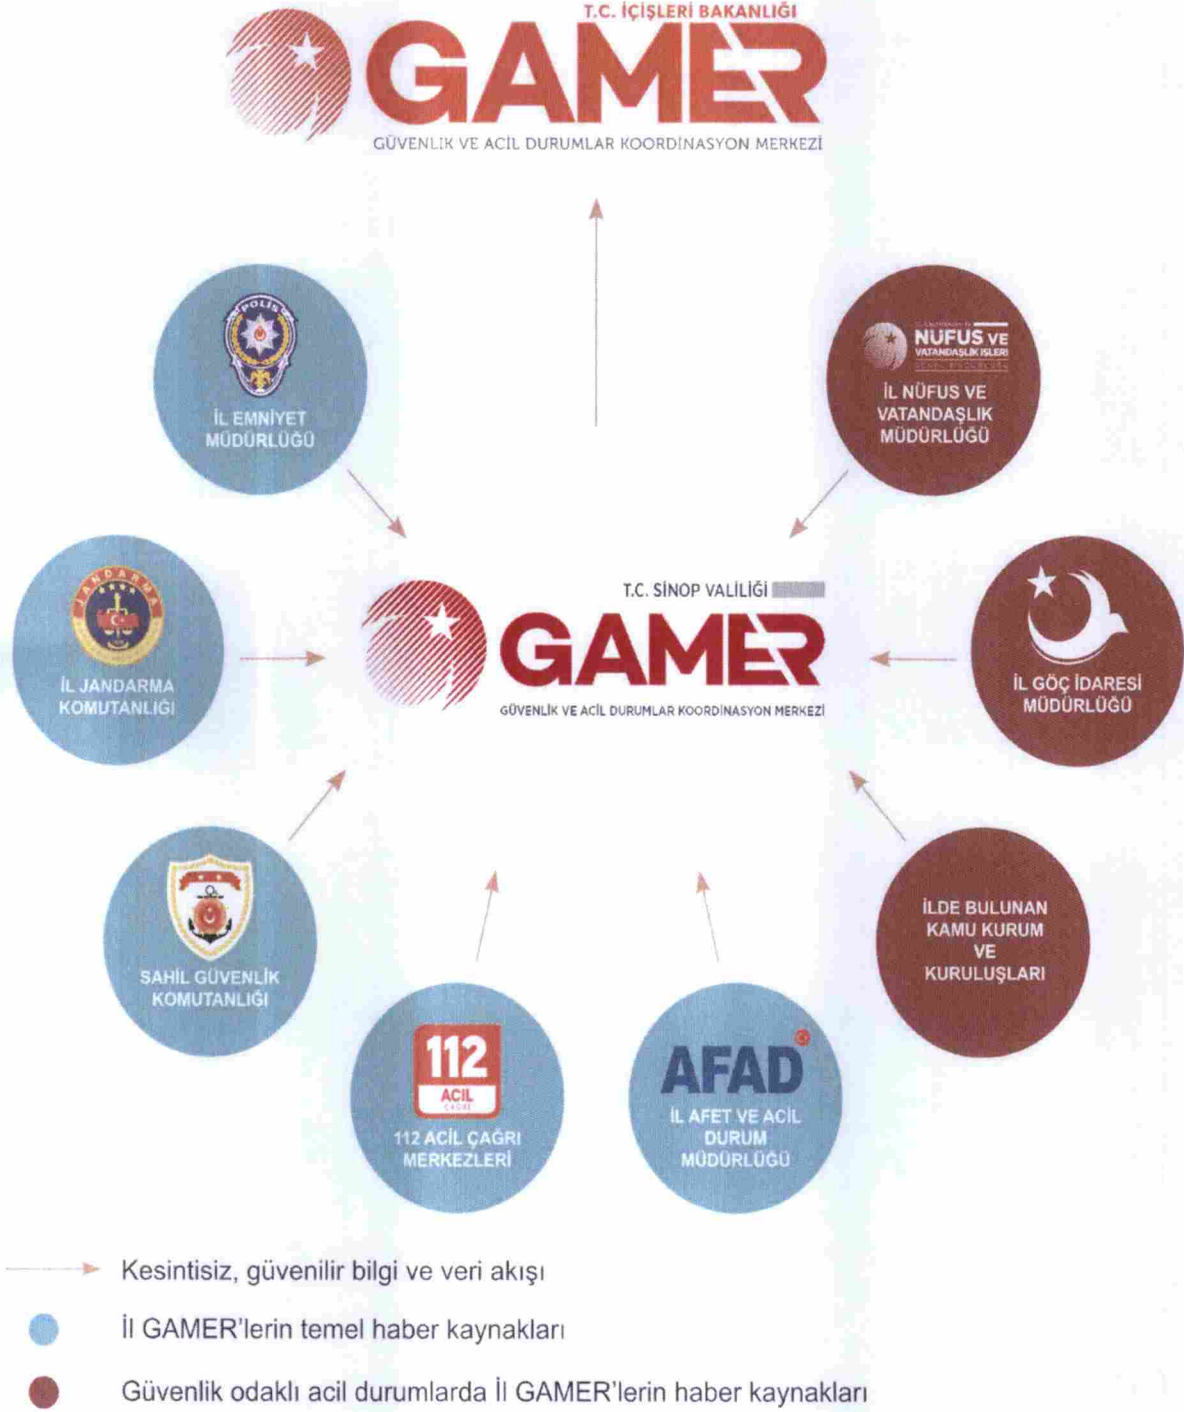 T.C. İÇİŞLERİ BAKANLIĞI
GAMER
GÜVENLİK VE ACİL DURUMLAR KOORDİNASYON MERKEZİ
POLİS
İL EMNİYET
MÜDÜRLÜĞÜ
NÜFUS VE
VATANDAŞLIK İŞLERİ
İL NÜFUS VE
VATANDAŞLIK
MÜDÜRLÜĞÜ
JANDARMA
İL JANDARMA
KOMUTANLIĞI
T.C. SİNOP VALİLİĞİ
GAMER
GÜVENLİK VE ACİL DURUMLAR KOORDİNASYON MERKEZİ
İL GÖÇ İDARESİ
MÜDÜRLÜĞÜ
SAHİL GÜVENLİK
KOMUTANLIĞI
İLDE BULUNAN
KAMU KURUM
VE
KURULUŞLARI
112
ACİL
ÇAĞRI
112 ACİL ÇAĞRI
MERKEZLERİ
AFAD
İL AFET VE ACİL
DURUM
MÜDÜRLÜĞÜ
Kesintisiz, güvenilir bilgi ve veri akışı
İl GAMER'lerin temel haber kaynakları
Güvenlik odaklı acil durumlarda İl GAMER'lerin haber kaynakları